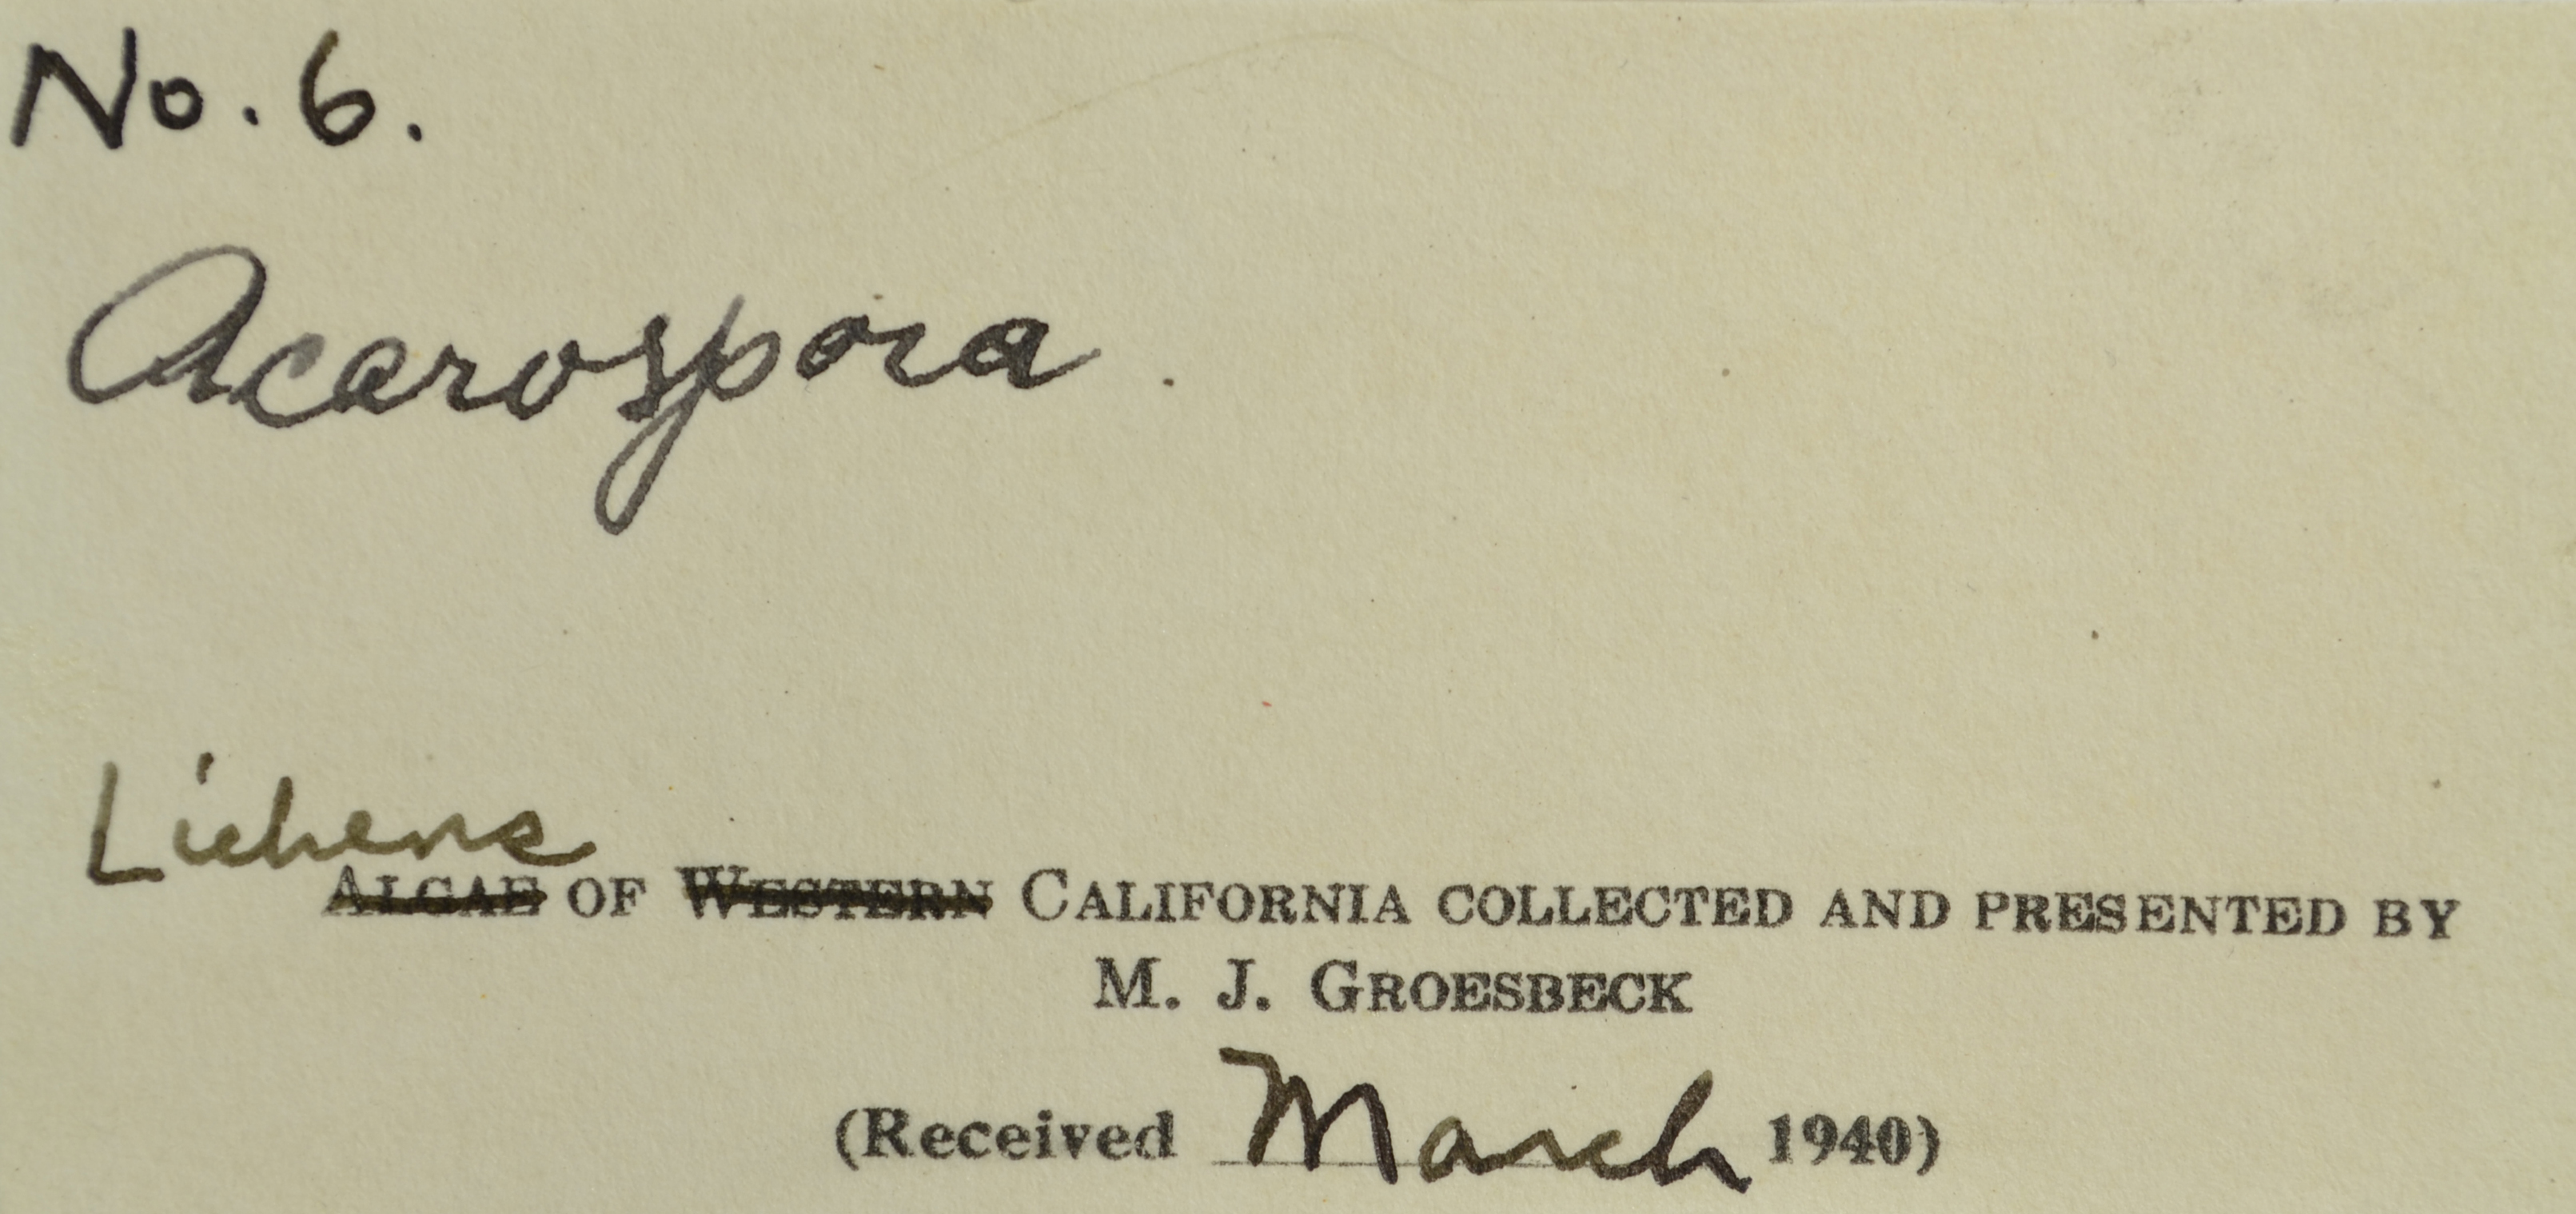 No. 6.
Acarospora.
Lichens
ALGAE OF WESTERN CALIFORNIA COLLECTED AND PRESENTED BY
M. J. GROESBECK
(Received March 1940)